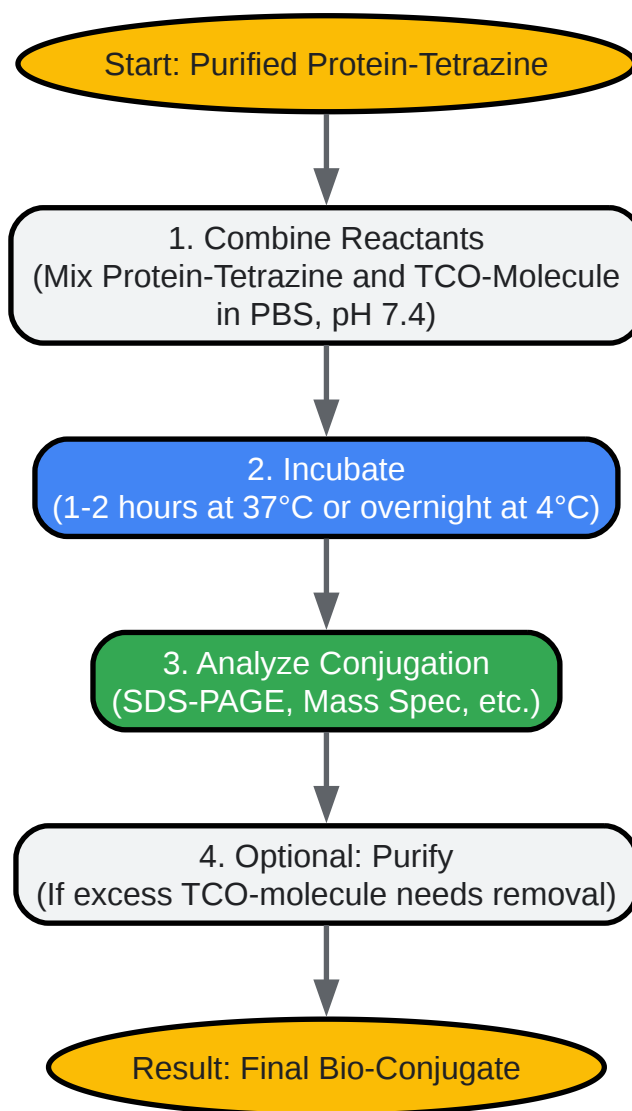 Start: Purified Protein-Tetrazine
1. Combine Reactants
(Mix Protein-Tetrazine and TCO-Molecule
in PBS, pH 7.4)
2. Incubate
(1-2 hours at 37°C or overnight at 4°C)
3. Analyze Conjugation
(SDS-PAGE, Mass Spec, etc.)
4. Optional: Purify
(If excess TCO-molecule needs removal)
Result: Final Bio-Conjugate